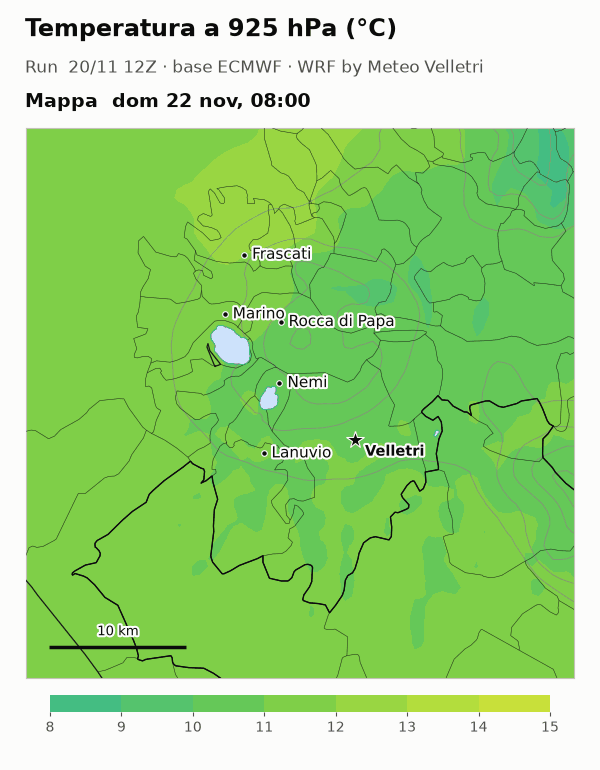 Temperatura a 925 hPa (°C)
Run  20/11 12Z · base ECMWF · WRF by Meteo Velletri
Mappa  dom 22 nov, 08:00
Frascati
Marino
Rocca di Papa
Nemi
Velletri
Lanuvio
10 km
8 9 10 11 12 13 14 15